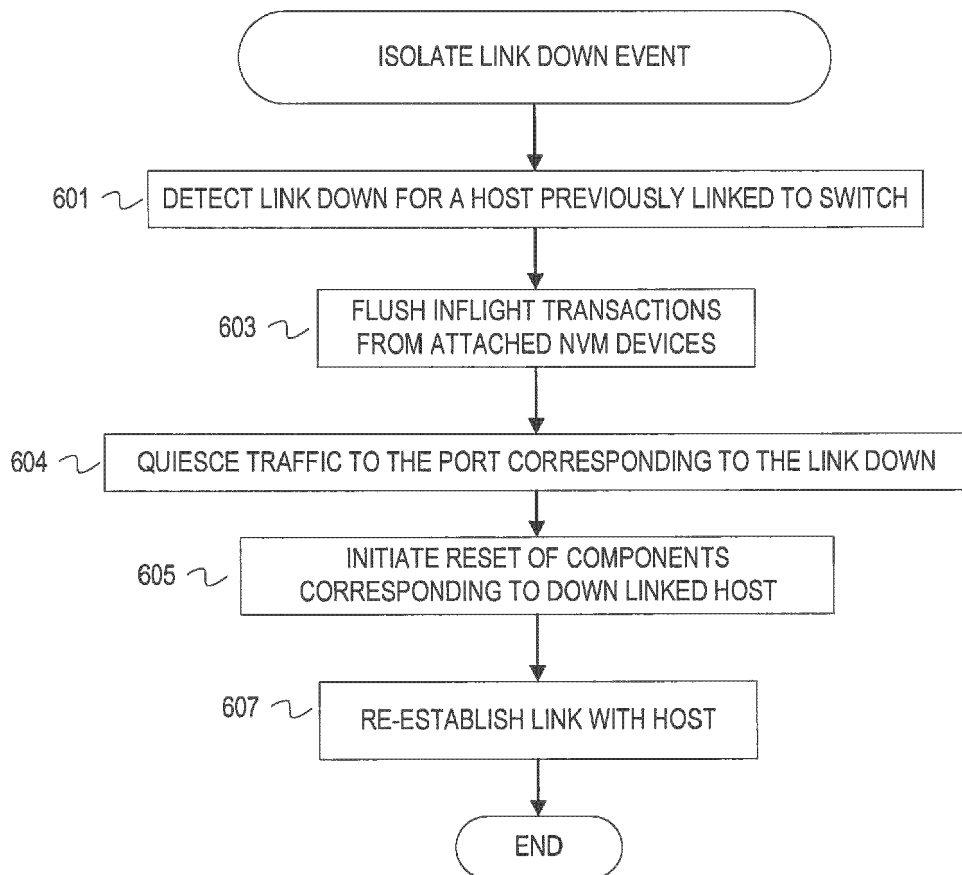 ISOLATE LINK DOWN EVENT
601
DETECT LINK DOWN FOR A HOST PREVIOUSLY LINKED TO SWITCH
603
FLUSH INFLIGHT TRANSACTIONS
FROM ATTACHED NVM DEVICES
604
QUIESCE TRAFFIC TO THE PORT CORRESPONDING TO THE LINK DOWN
605
INITIATE RESET OF COMPONENTS
CORRESPONDING TO DOWN LINKED HOST
607
RE-ESTABLISH LINK WITH HOST
END